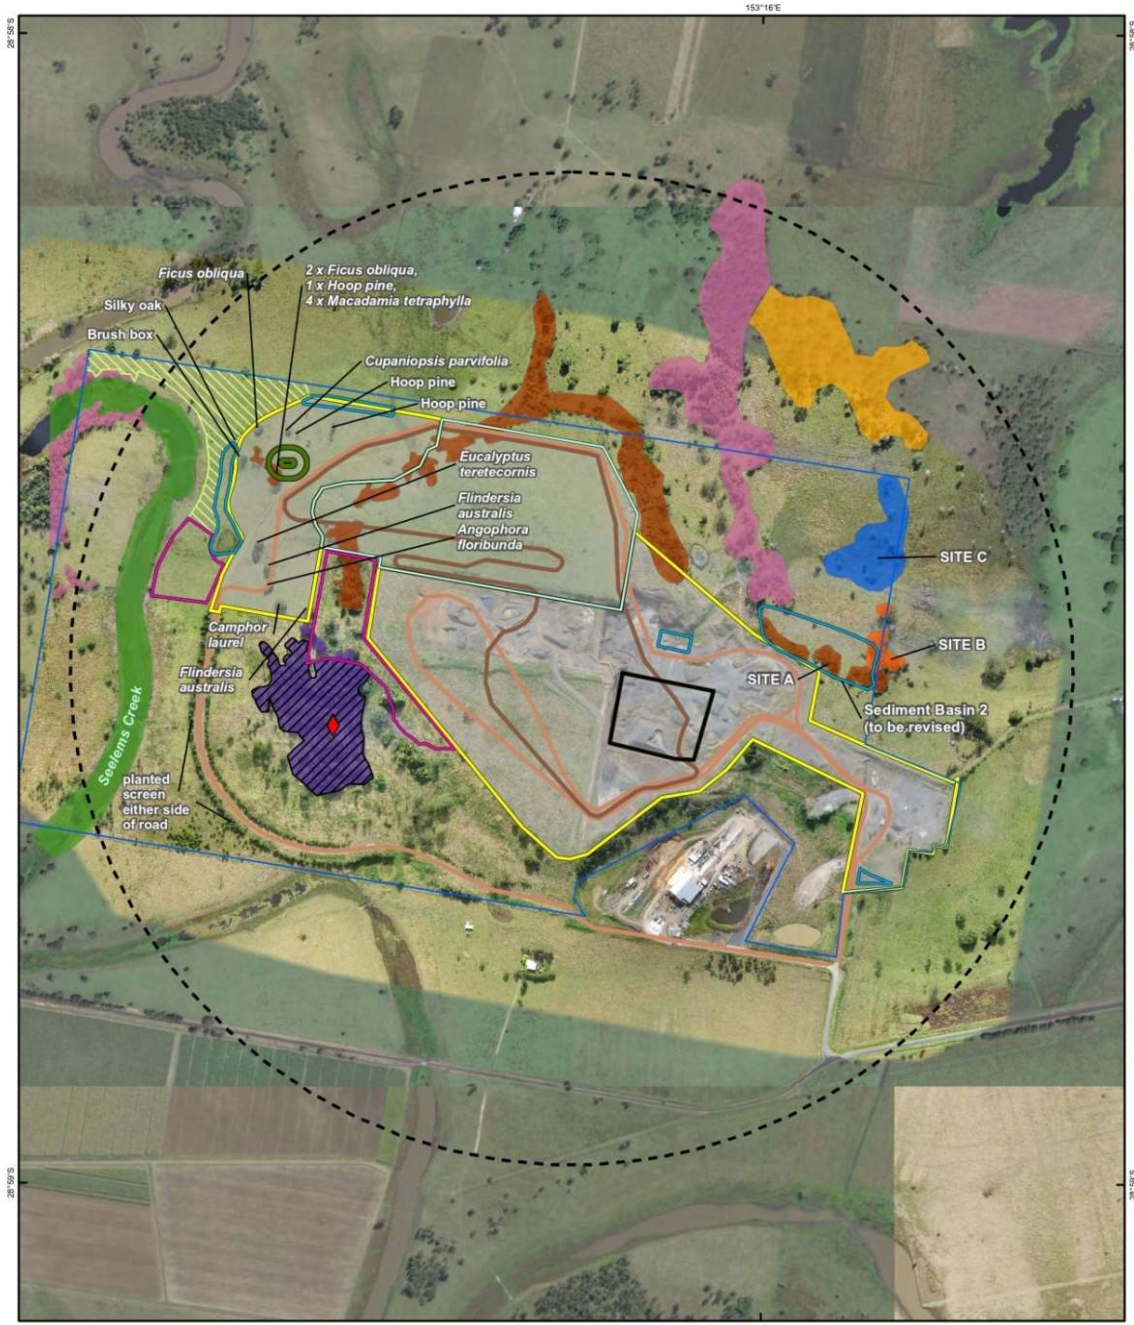 153°16'E
28°58'S
28°58'S
Ficus obliqua
2 x Ficus obliqua,
1 x Hoop pine,
4 x Macadamia tetraphylla
Silky oak
Brush box
Cupaniopsis parvifolia
Hoop pine
Hoop pine
Eucalyptus
teretecornis
Flindersia
australis
Angophora
floribunda
SITE C
Camphor
laurel
SITE B
Flindersia
australis
SITE A
Sediment Basin 2
(to be revised)
Seelems Creek
planted
screen
either side
of road
28°59'S
28°59'S